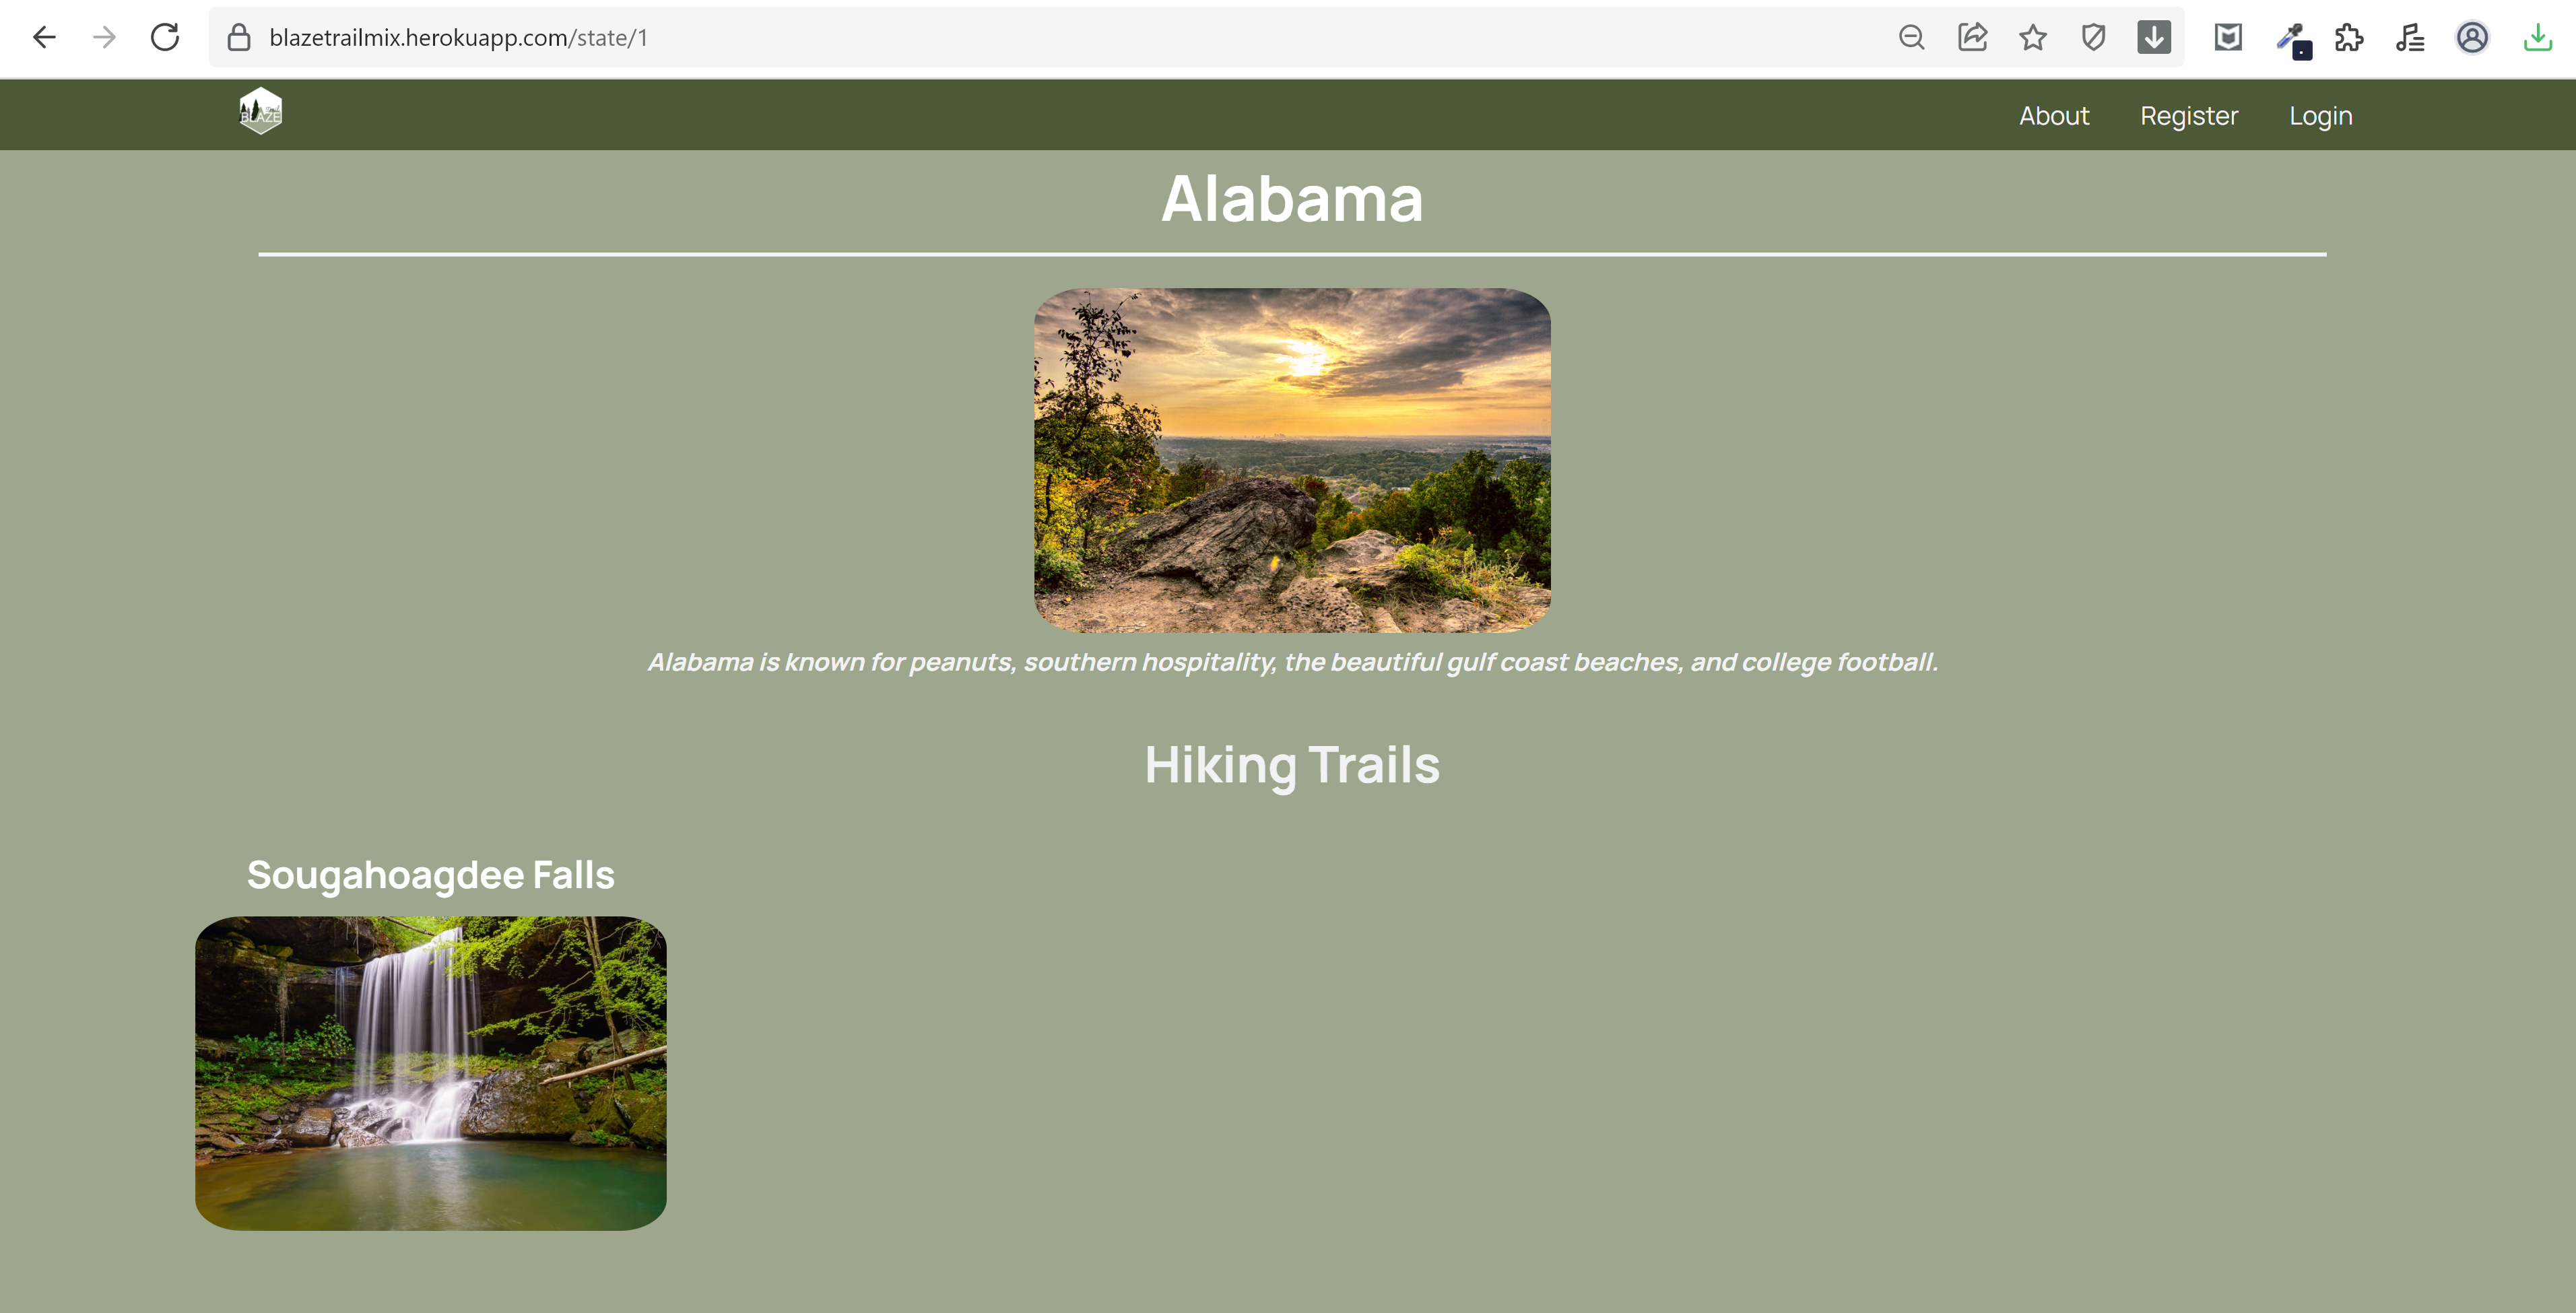 blazetrailmix.herokuapp.com/state/1
BLAZE
About Register Login
Alabama
Alabama is known for peanuts, southern hospitality, the beautiful gulf coast beaches, and college football.
Hiking Trails
Sougahoagdee Falls